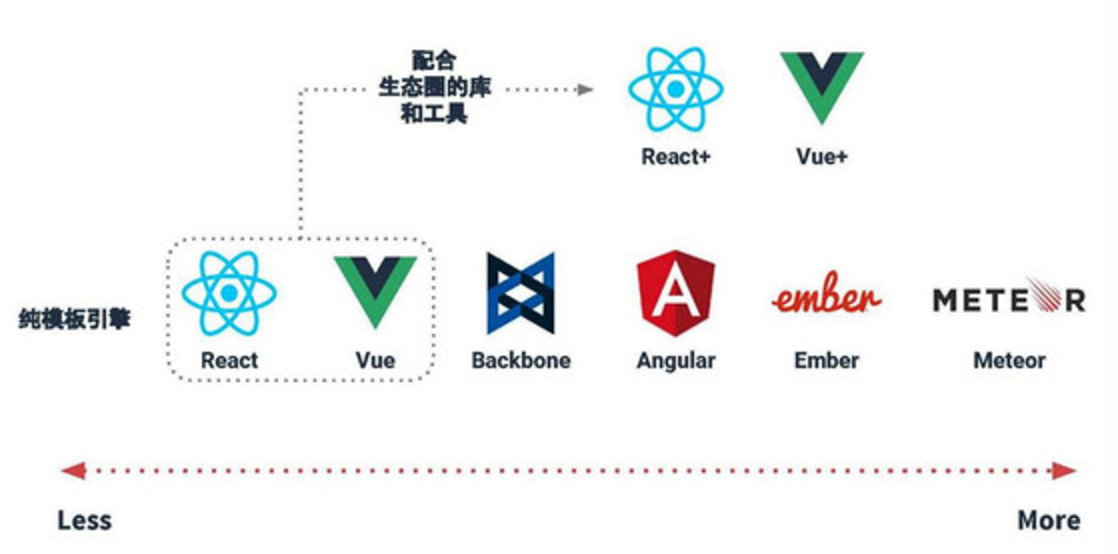 配合
生态圈的库
和工具
React+
Vue+
纯模板引擎
React
Vue
Backbone
Angular
ember
Ember
METEOR
Meteor
Less
More